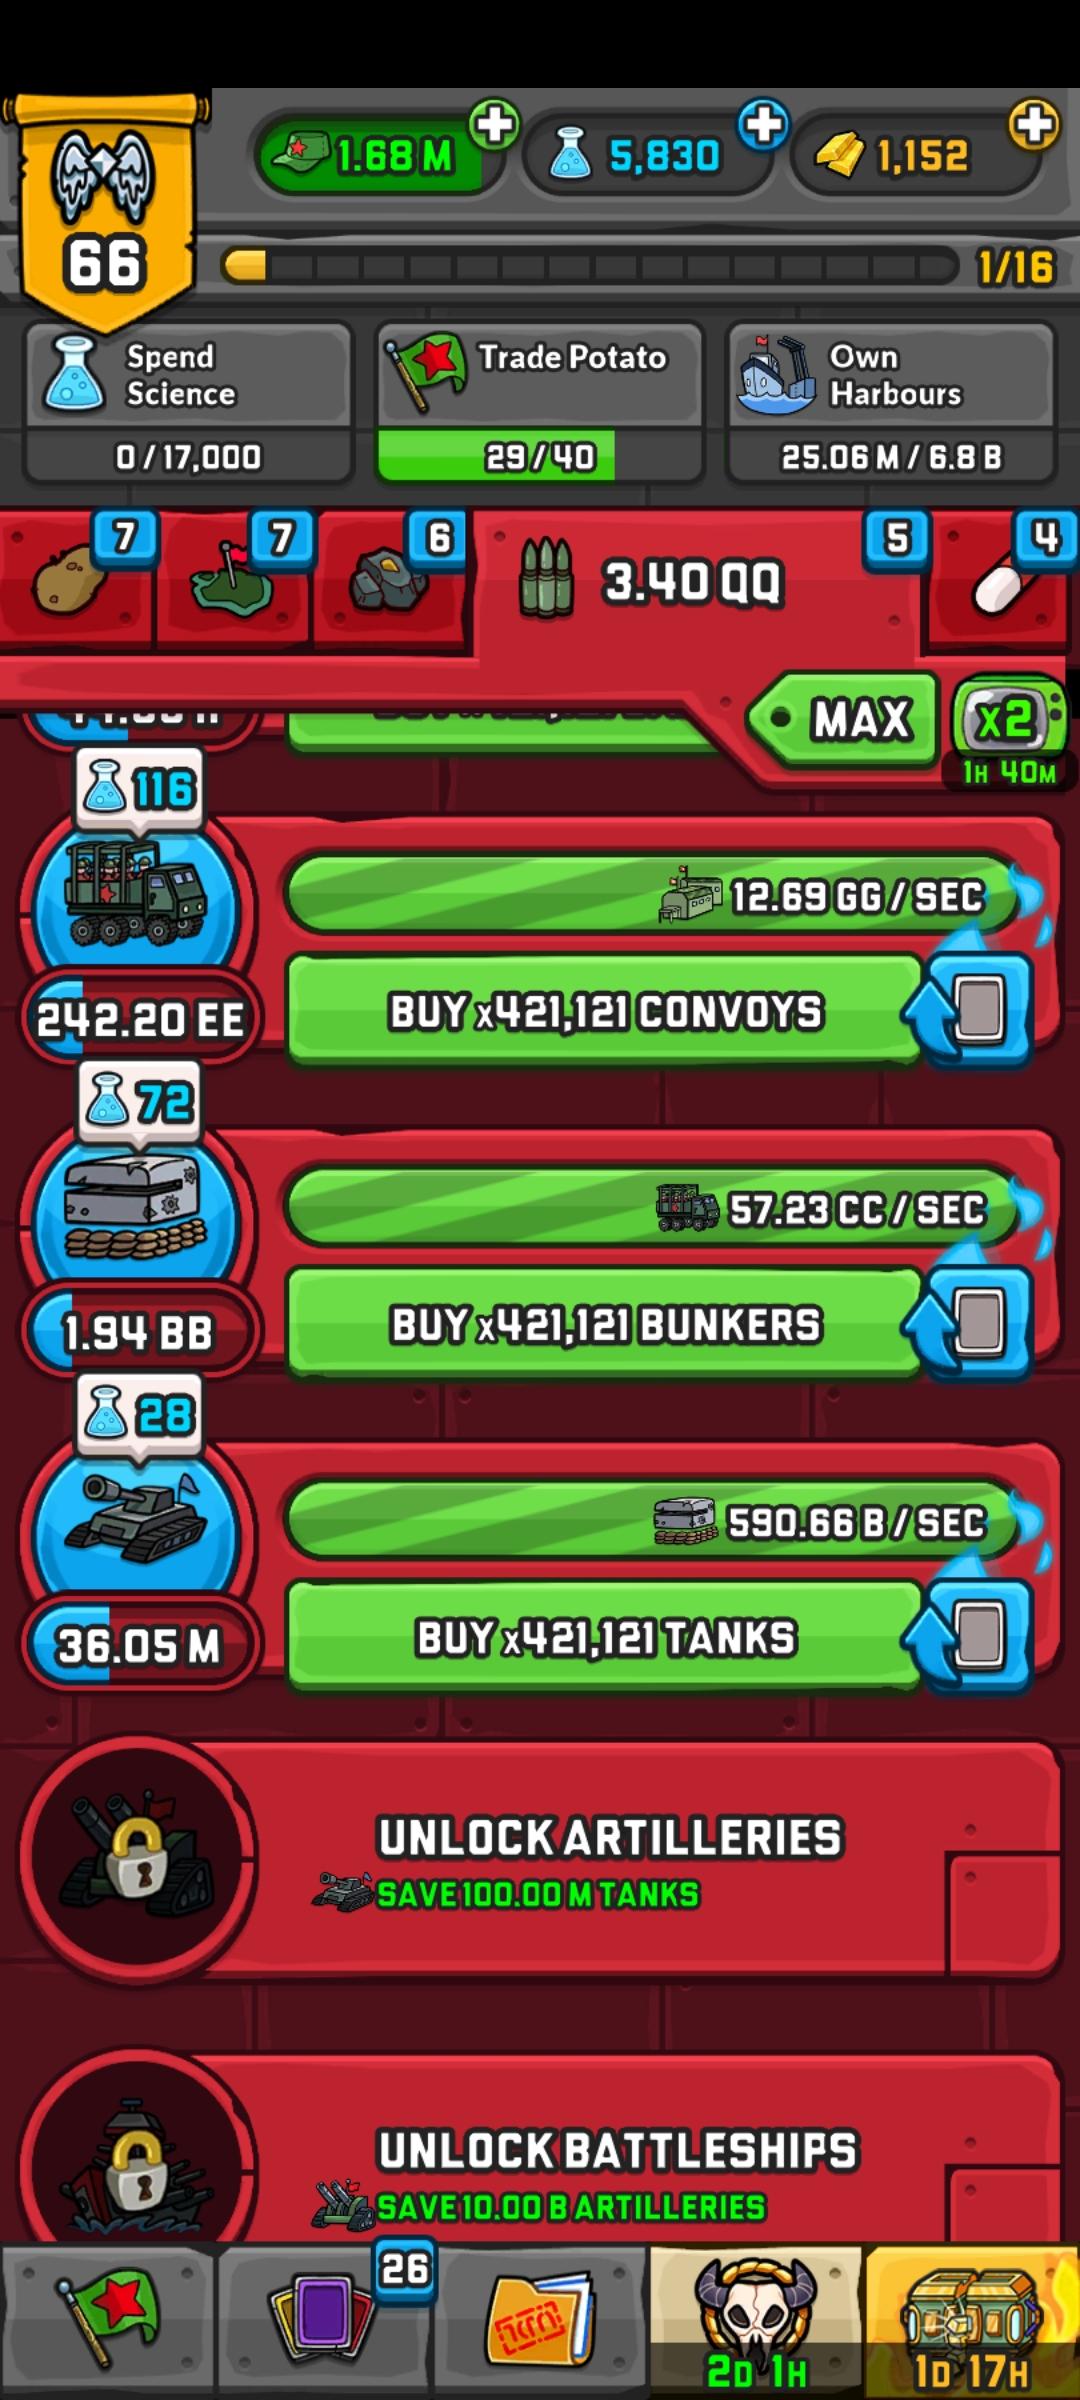 1.68 M
5,830
1,152
66
1/16
Spend
Science
0 / 17,000
Trade Potato
29 / 40
Own
Harbours
25.06 M / 6.8 B
7
7
6
3.40 QQ
5
4
MAX
x2
1H 40M
116
12.69 GG / SEC
BUY x421,121 CONVOYS
242.20 EE
72
57.23 CC / SEC
BUY x421,121 BUNKERS
1.94 BB
28
590.66 B / SEC
BUY x421,121 TANKS
36.05 M
UNLOCK ARTILLERIES
SAVE 100.00 M TANKS
UNLOCK BATTLESHIPS
SAVE 10.00 B ARTILLERIES
26
2D 1H
1D 17H